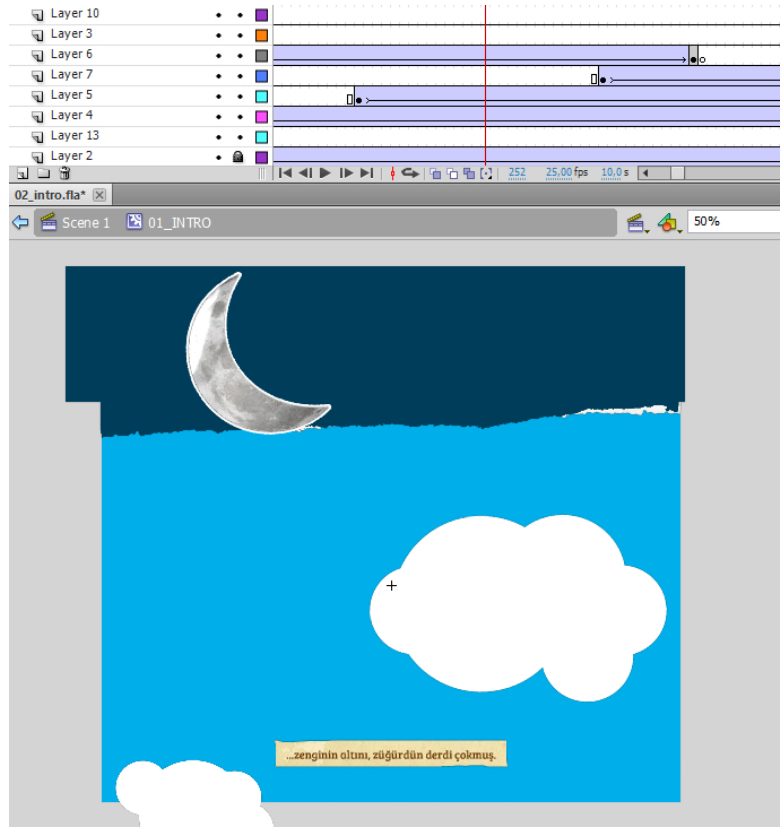 Layer 10
Layer 3
Layer 6
Layer 7
Layer 5
Layer 4
Layer 13
Layer 2
252 25.00 fps 10.0 s
02_intro.fla*
Scene 1 01_INTRO 50%
...zenginin altını, züğürdün derdi çokmuş.